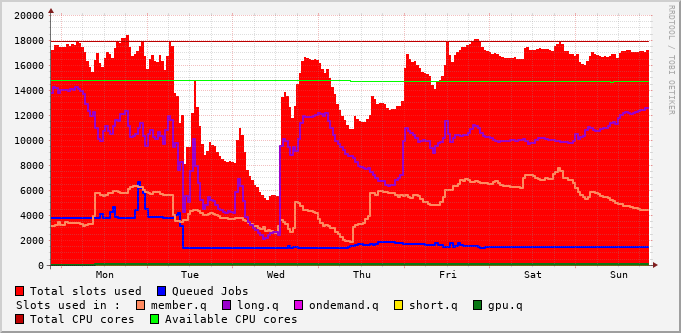 20000
18000
16000
14000
12000
10000
8000
6000
4000
2000
0
Mon Tue Wed Thu Fri Sat Sun
RRDTOOL / TOBI OETIKER
Total slots used Queued Jobs
Slots used in : member.q long.q ondemand.q short.q gpu.q
Total CPU cores Available CPU cores